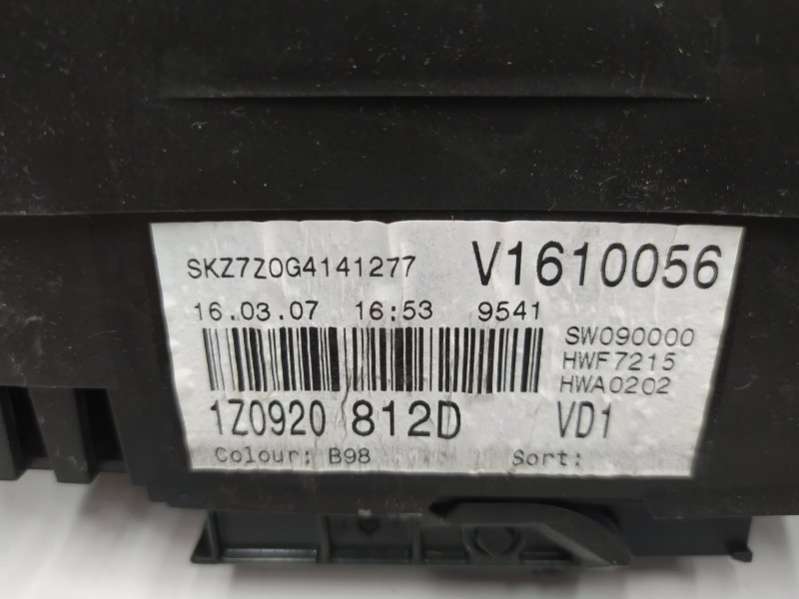 SKZ7Z0G4141277 V1610056
16.03.07 16:53 9541
SW090000
HWF7215
HWA0202
1Z0920 812D VD1
Colour: B98 Sort: